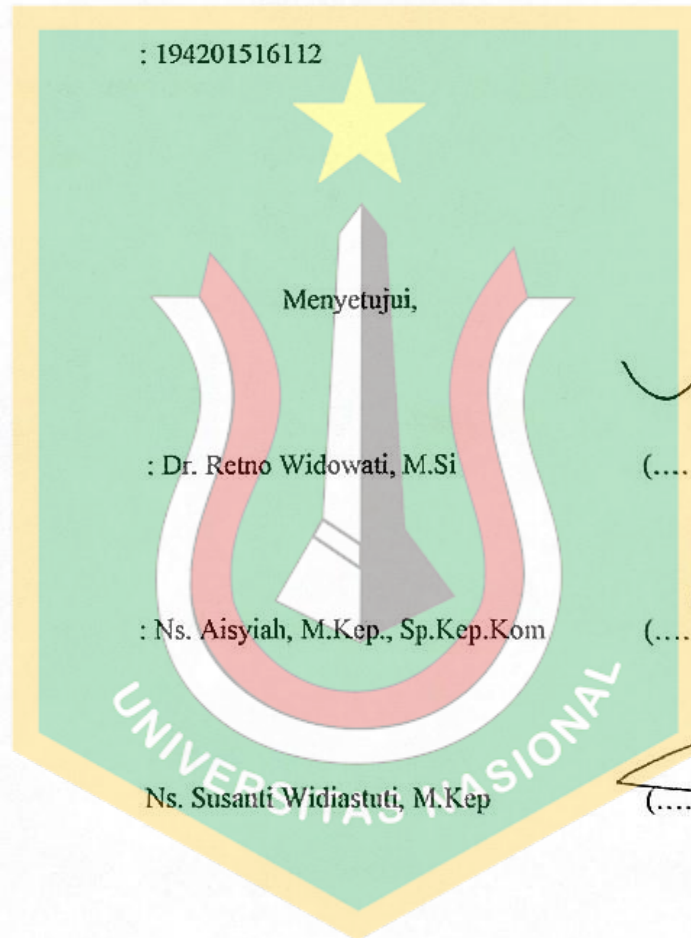 : 194201516112
Menyetujui,
: Dr. Retno Widowati, M.Si (.....
: Ns. Aisyiah, M.Kep., Sp.Kep.Kom (.....
Ns. Susanti Widiastuti, M.Kep (.....
UNIVERSITAS NASIONAL